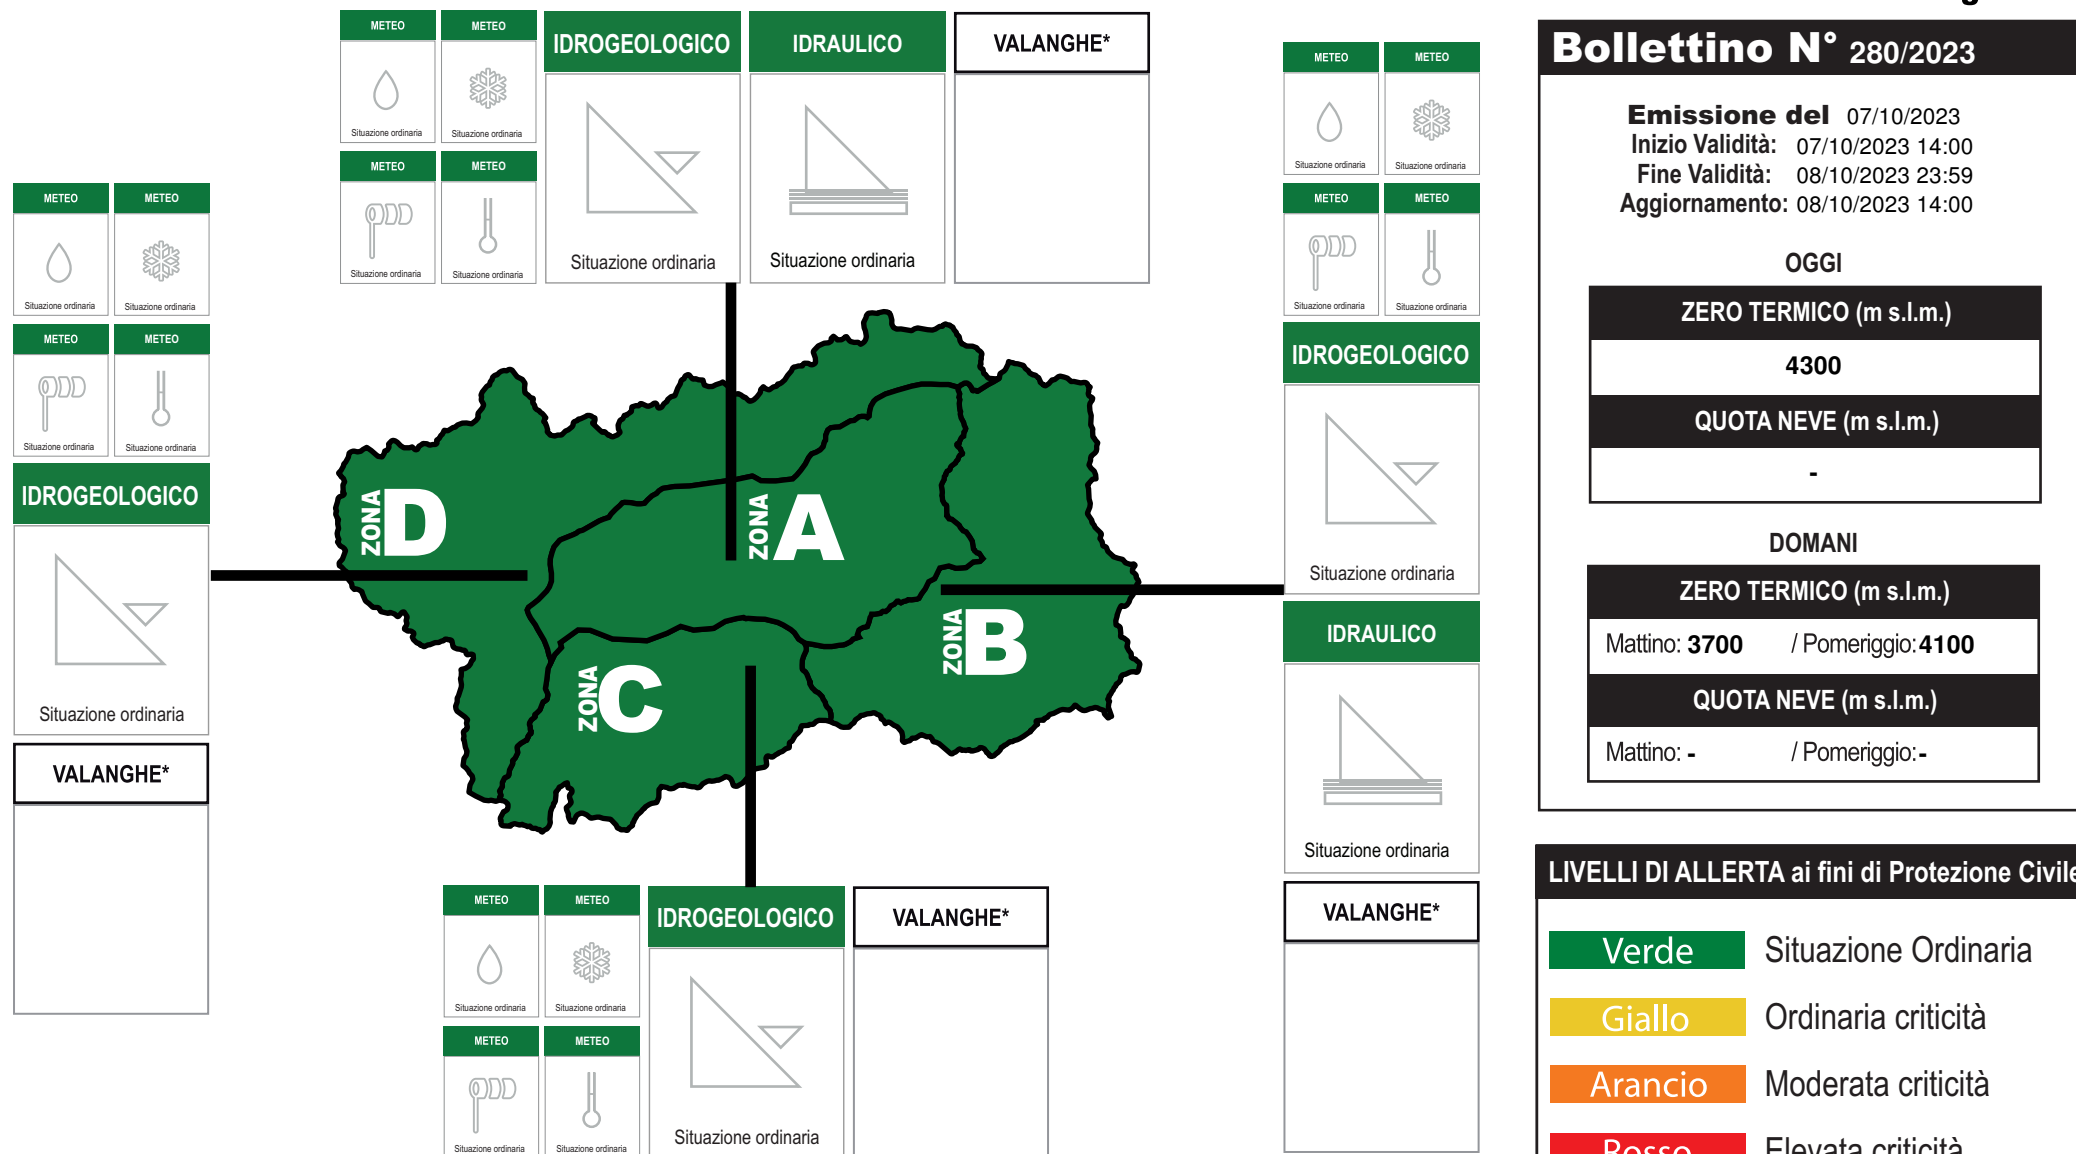 METEO METEO
Situazione ordinaria Situazione ordinaria
METEO METEO
Situazione ordinaria Situazione ordinaria
IDROGEOLOGICO
Situazione ordinaria
IDRAULICO
Situazione ordinaria
VALANGHE*
METEO METEO
Situazione ordinaria Situazione ordinaria
METEO METEO
Situazione ordinaria Situazione ordinaria
IDROGEOLOGICO
Situazione ordinaria
VALANGHE*
ZONA D
ZONA A
ZONA B
ZONA C
METEO METEO
Situazione ordinaria Situazione ordinaria
METEO METEO
Situazione ordinaria Situazione ordinaria
IDROGEOLOGICO
Situazione ordinaria
VALANGHE*
METEO METEO
Situazione ordinaria Situazione ordinaria
METEO METEO
Situazione ordinaria Situazione ordinaria
IDROGEOLOGICO
Situazione ordinaria
IDRAULICO
Situazione ordinaria
VALANGHE*
Bollettino N° 280/2023
Emissione del 07/10/2023
Inizio Validità: 07/10/2023 14:00
Fine Validità: 08/10/2023 23:59
Aggiornamento: 08/10/2023 14:00
OGGI
ZERO TERMICO (m s.l.m.)
4300
QUOTA NEVE (m s.l.m.)
-
DOMANI
ZERO TERMICO (m s.l.m.)
Mattino: 3700 / Pomeriggio: 4100
QUOTA NEVE (m s.l.m.)
Mattino: - / Pomeriggio: -
LIVELLI DI ALLERTA ai fini di Protezione Civile
Verde Situazione Ordinaria
Giallo Ordinaria criticità
Arancio Moderata criticità
Rosso Elevata criticità